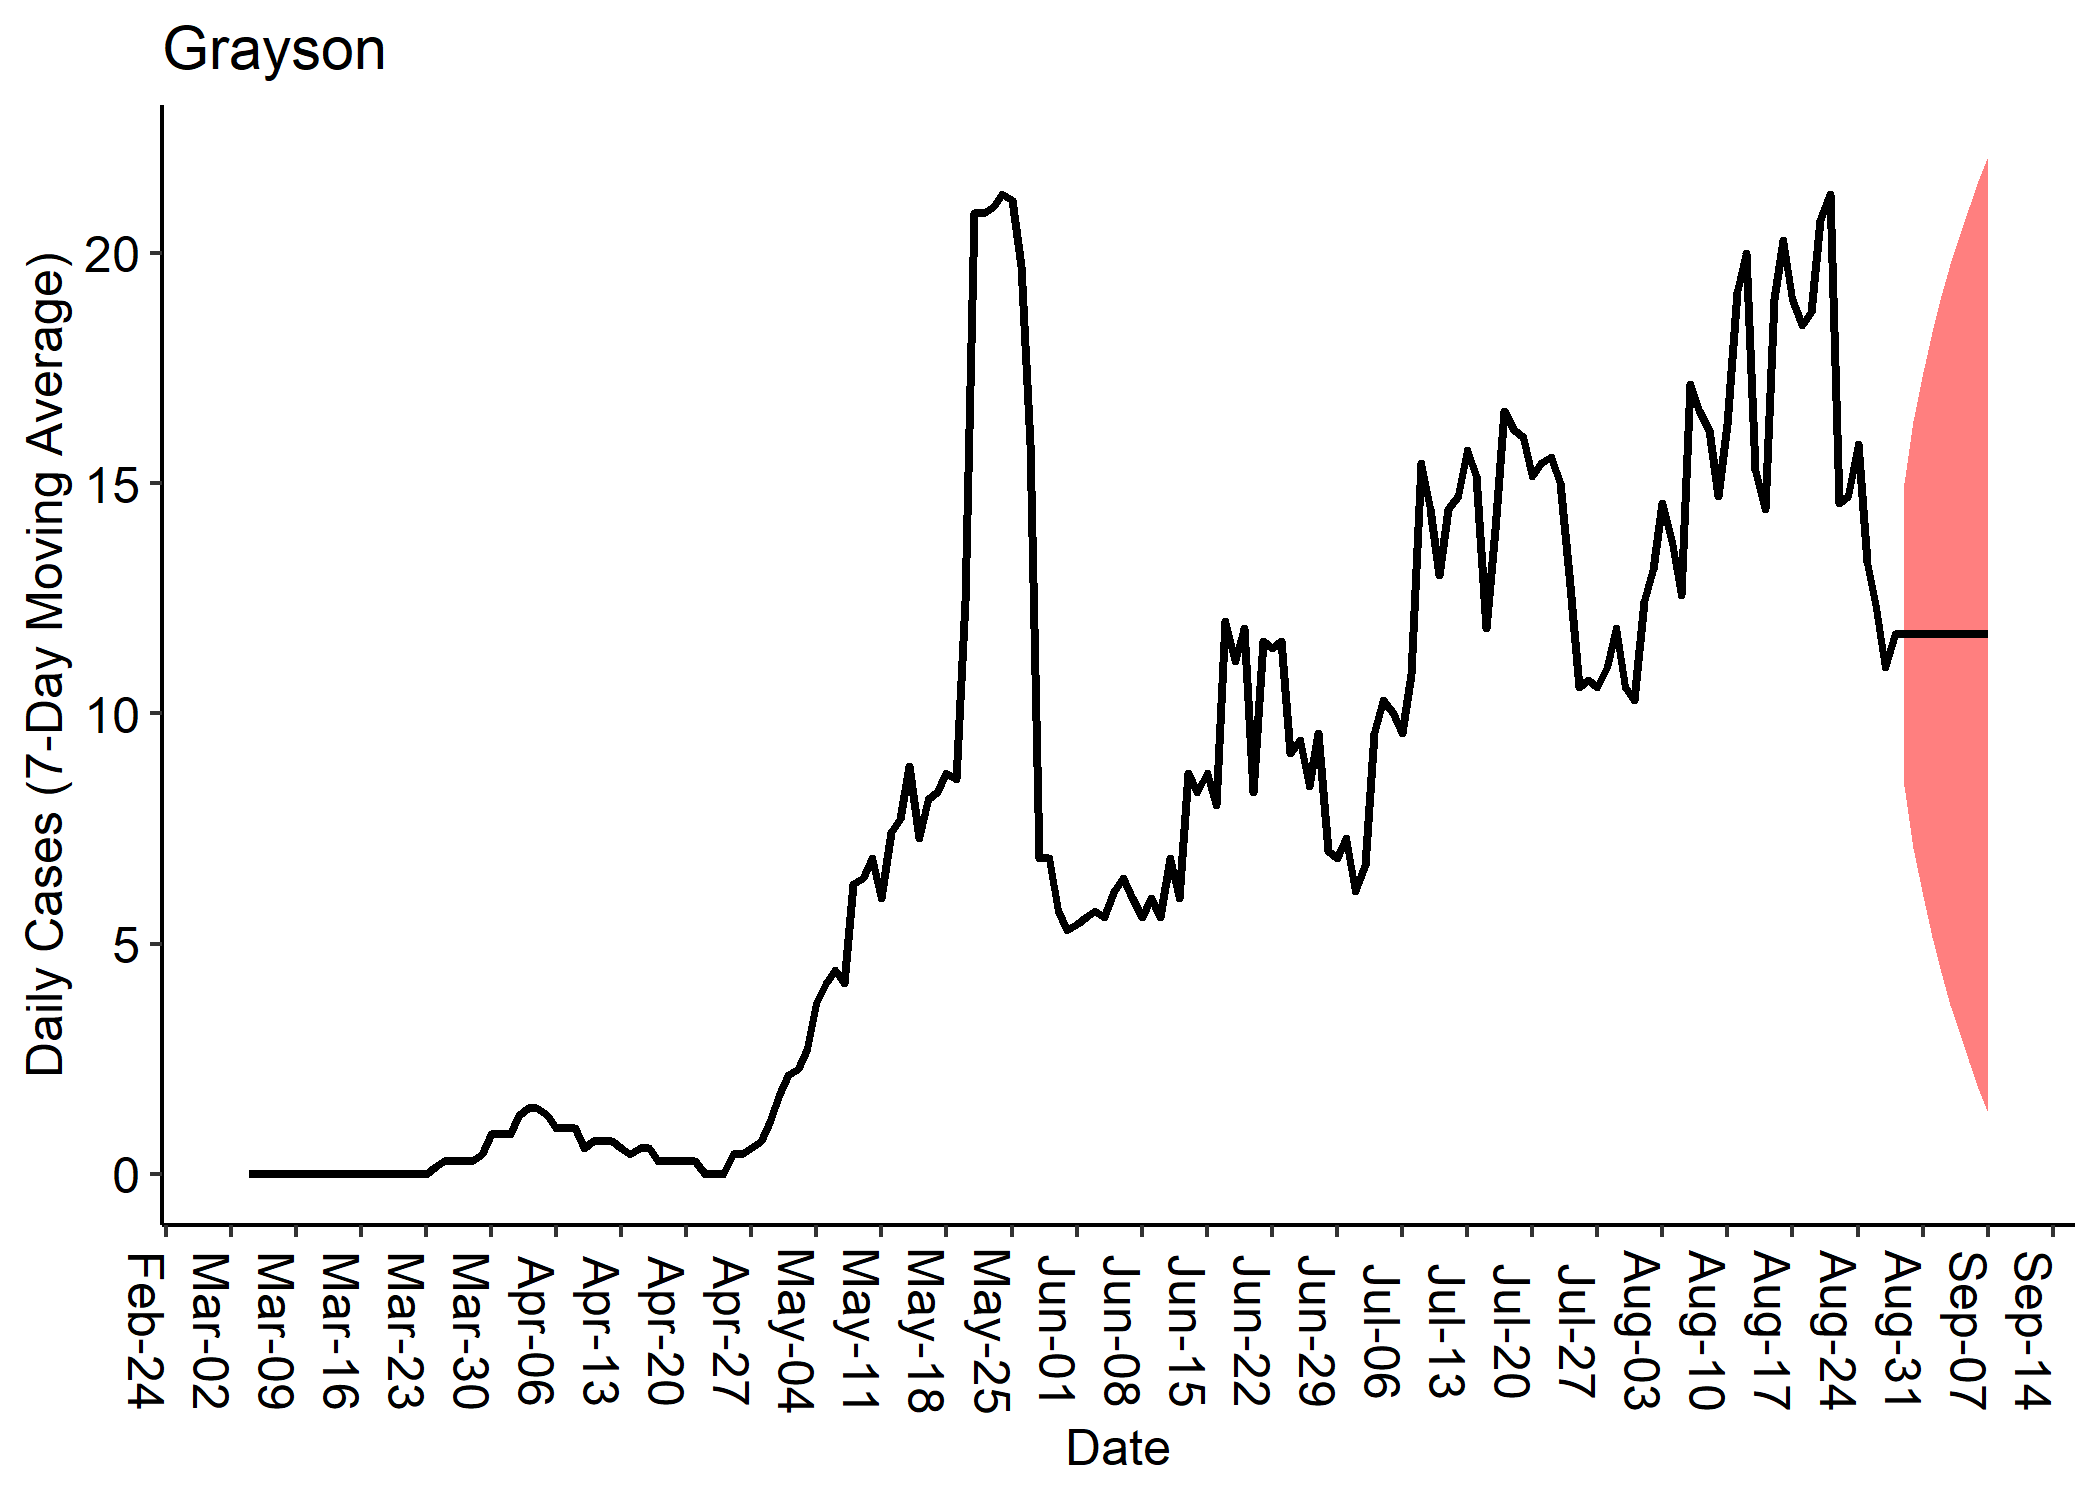 Grayson
Daily Cases (7-Day Moving Average)
20
15
10
5
0
Feb-24
Mar-02
Mar-09
Mar-16
Mar-23
Mar-30
Apr-06
Apr-13
Apr-20
Apr-27
May-04
May-11
May-18
May-25
Jun-01
Jun-08
Jun-15
Jun-22
Jun-29
Jul-06
Jul-13
Jul-20
Jul-27
Aug-03
Aug-10
Aug-17
Aug-24
Aug-31
Sep-07
Sep-14
Date